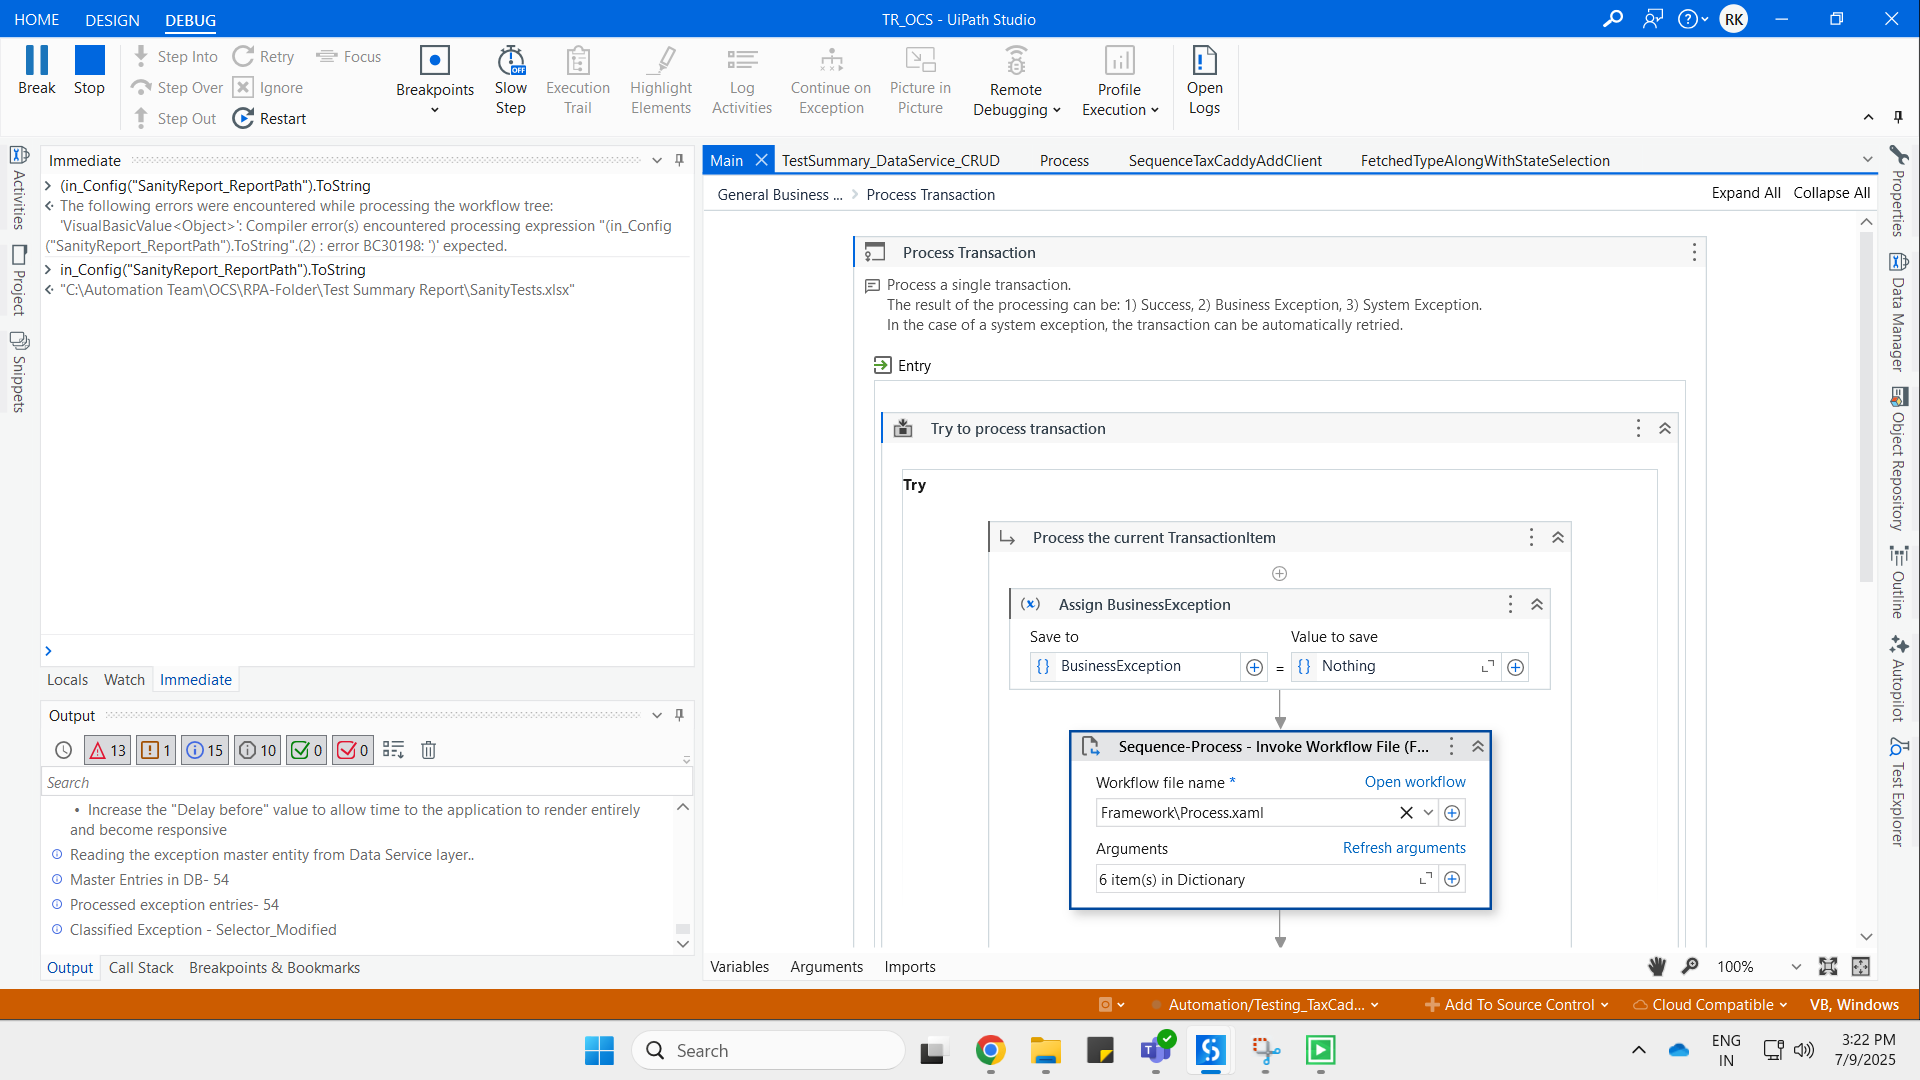 HOME DESIGN DEBUG
TR_OCS - UiPath Studio
RK
Break
Stop
Step Into
Step Over
Step Out
Retry
Ignore
Restart
Focus
Breakpoints
OFF
Slow
Step
Execution
Trail
Highlight
Elements
Log
Activities
Continue on
Exception
Picture in
Picture
Remote
Debugging
Profile
Execution
Open
Logs
Activities
Project
Snippets
Immediate
(in_Config("SanityReport_ReportPath").ToString
The following errors were encountered while processing the workflow tree:
'VisualBasicValue<Object>': Compiler error(s) encountered processing expression "(in_Config
("SanityReport_ReportPath").ToString".(2) : error BC30198: ')' expected.
in_Config("SanityReport_ReportPath").ToString
"C:\Automation Team\OCS\RPA-Folder\Test Summary Report\SanityTests.xlsx"
Locals Watch Immediate
Output
13 1 15 10 0 0
Search
• Increase the "Delay before" value to allow time to the application to render entirely
and become responsive
Reading the exception master entity from Data Service layer..
Master Entries in DB- 54
Processed exception entries- 54
Classified Exception - Selector_Modified
Output Call Stack Breakpoints & Bookmarks
Main TestSummary_DataService_CRUD Process SequenceTaxCaddyAddClient FetchedTypeAlongWithStateSelection
General Business ... > Process Transaction
Expand All Collapse All
Process Transaction
Process a single transaction.
The result of the processing can be: 1) Success, 2) Business Exception, 3) System Exception.
In the case of a system exception, the transaction can be automatically retried.
Entry
Try to process transaction
Try
Process the current TransactionItem
(x) Assign BusinessException
Save to Value to save
{} BusinessException = {} Nothing
Sequence-Process - Invoke Workflow File (F...
Workflow file name * Open workflow
Framework\Process.xaml
Arguments Refresh arguments
6 item(s) in Dictionary
Variables Arguments Imports
100%
Properties
Data Manager
Object Repository
Outline
Autopilot
Test Explorer
Automation/Testing_TaxCad...
Add To Source Control
Cloud Compatible
VB, Windows
Search
ENG
IN
3:22 PM
7/9/2025